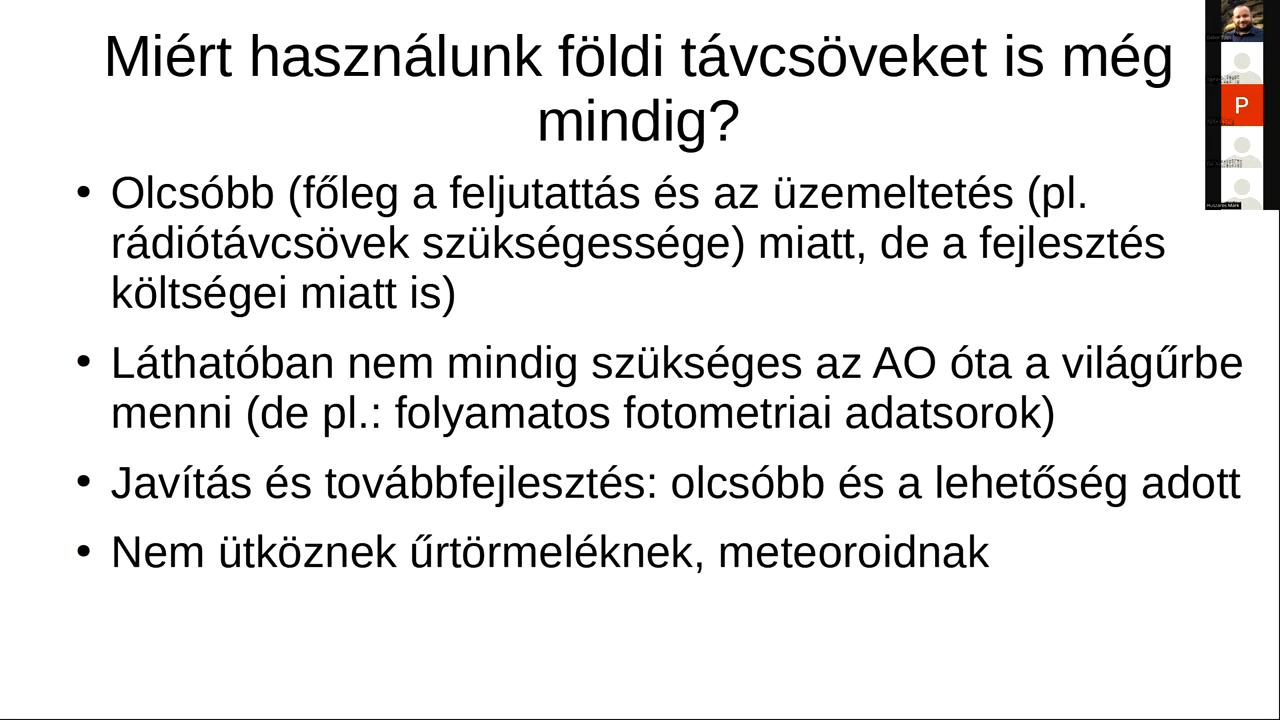 Miért használunk földi távcsöveket is még
mindig?
• Olcsóbb (főleg a feljutattás és az üzemeltetés (pl.
rádiótávcsövek szükségessége) miatt, de a fejlesztés
költségei miatt is)
• Láthatóban nem mindig szükséges az AO óta a világűrbe
menni (de pl.: folyamatos fotometriai adatsorok)
• Javítás és továbbfejlesztés: olcsóbb és a lehetőség adott
• Nem ütköznek űrtörmeléknek, meteoroidnak
P